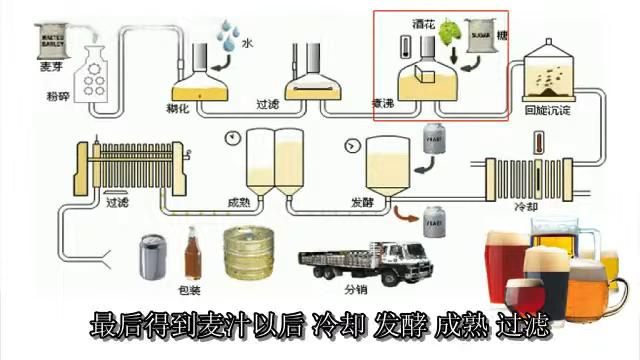 酒花
糖
SUGAR
MALTED
BARLEY
水
麦芽
粉碎
糊化
过滤
煮沸
回旋沉淀
YEAST
过滤
成熟
发酵
冷却
YEAST
包装
分销
最后得到麦汁以后 冷却 发酵 成熟 过滤